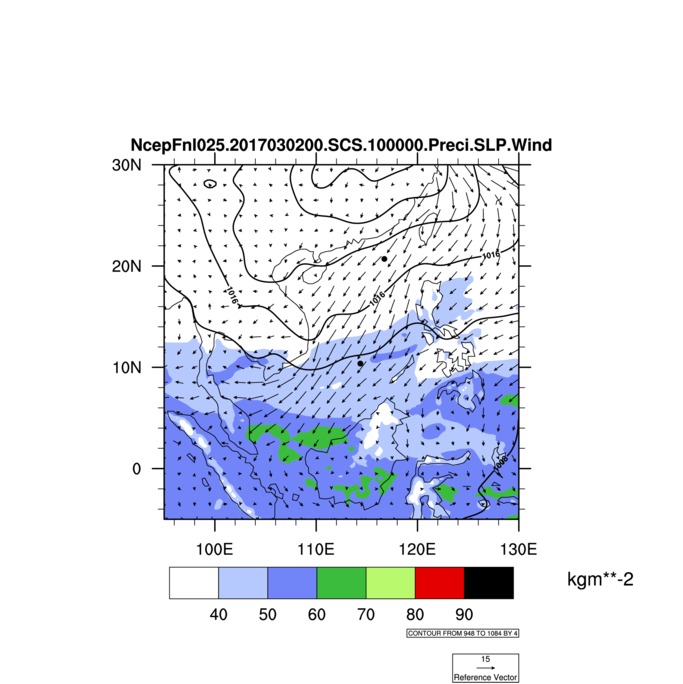 NcepFnl025.2017030200.SCS.100000.Preci.SLP.Wind
30N
20N
10N
0
1016
1016
1016
1008
100E 110E 120E 130E
kgm**-2
40 50 60 70 80 90
CONTOUR FROM 948 TO 1084 BY 4
15
Reference Vector